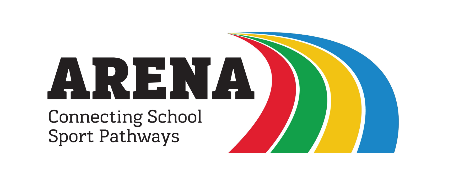 ARENA
Connecting School
Sport Pathways